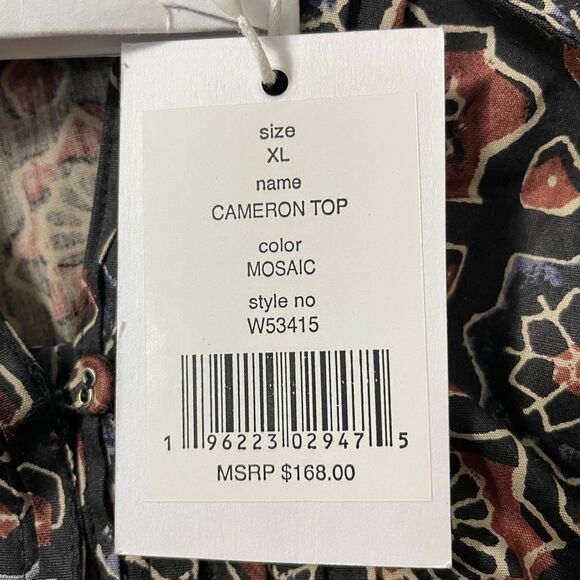 size
XL
name
CAMERON TOP
color
MOSAIC
style no
W53415
1 96223 02947 5
MSRP $168.00